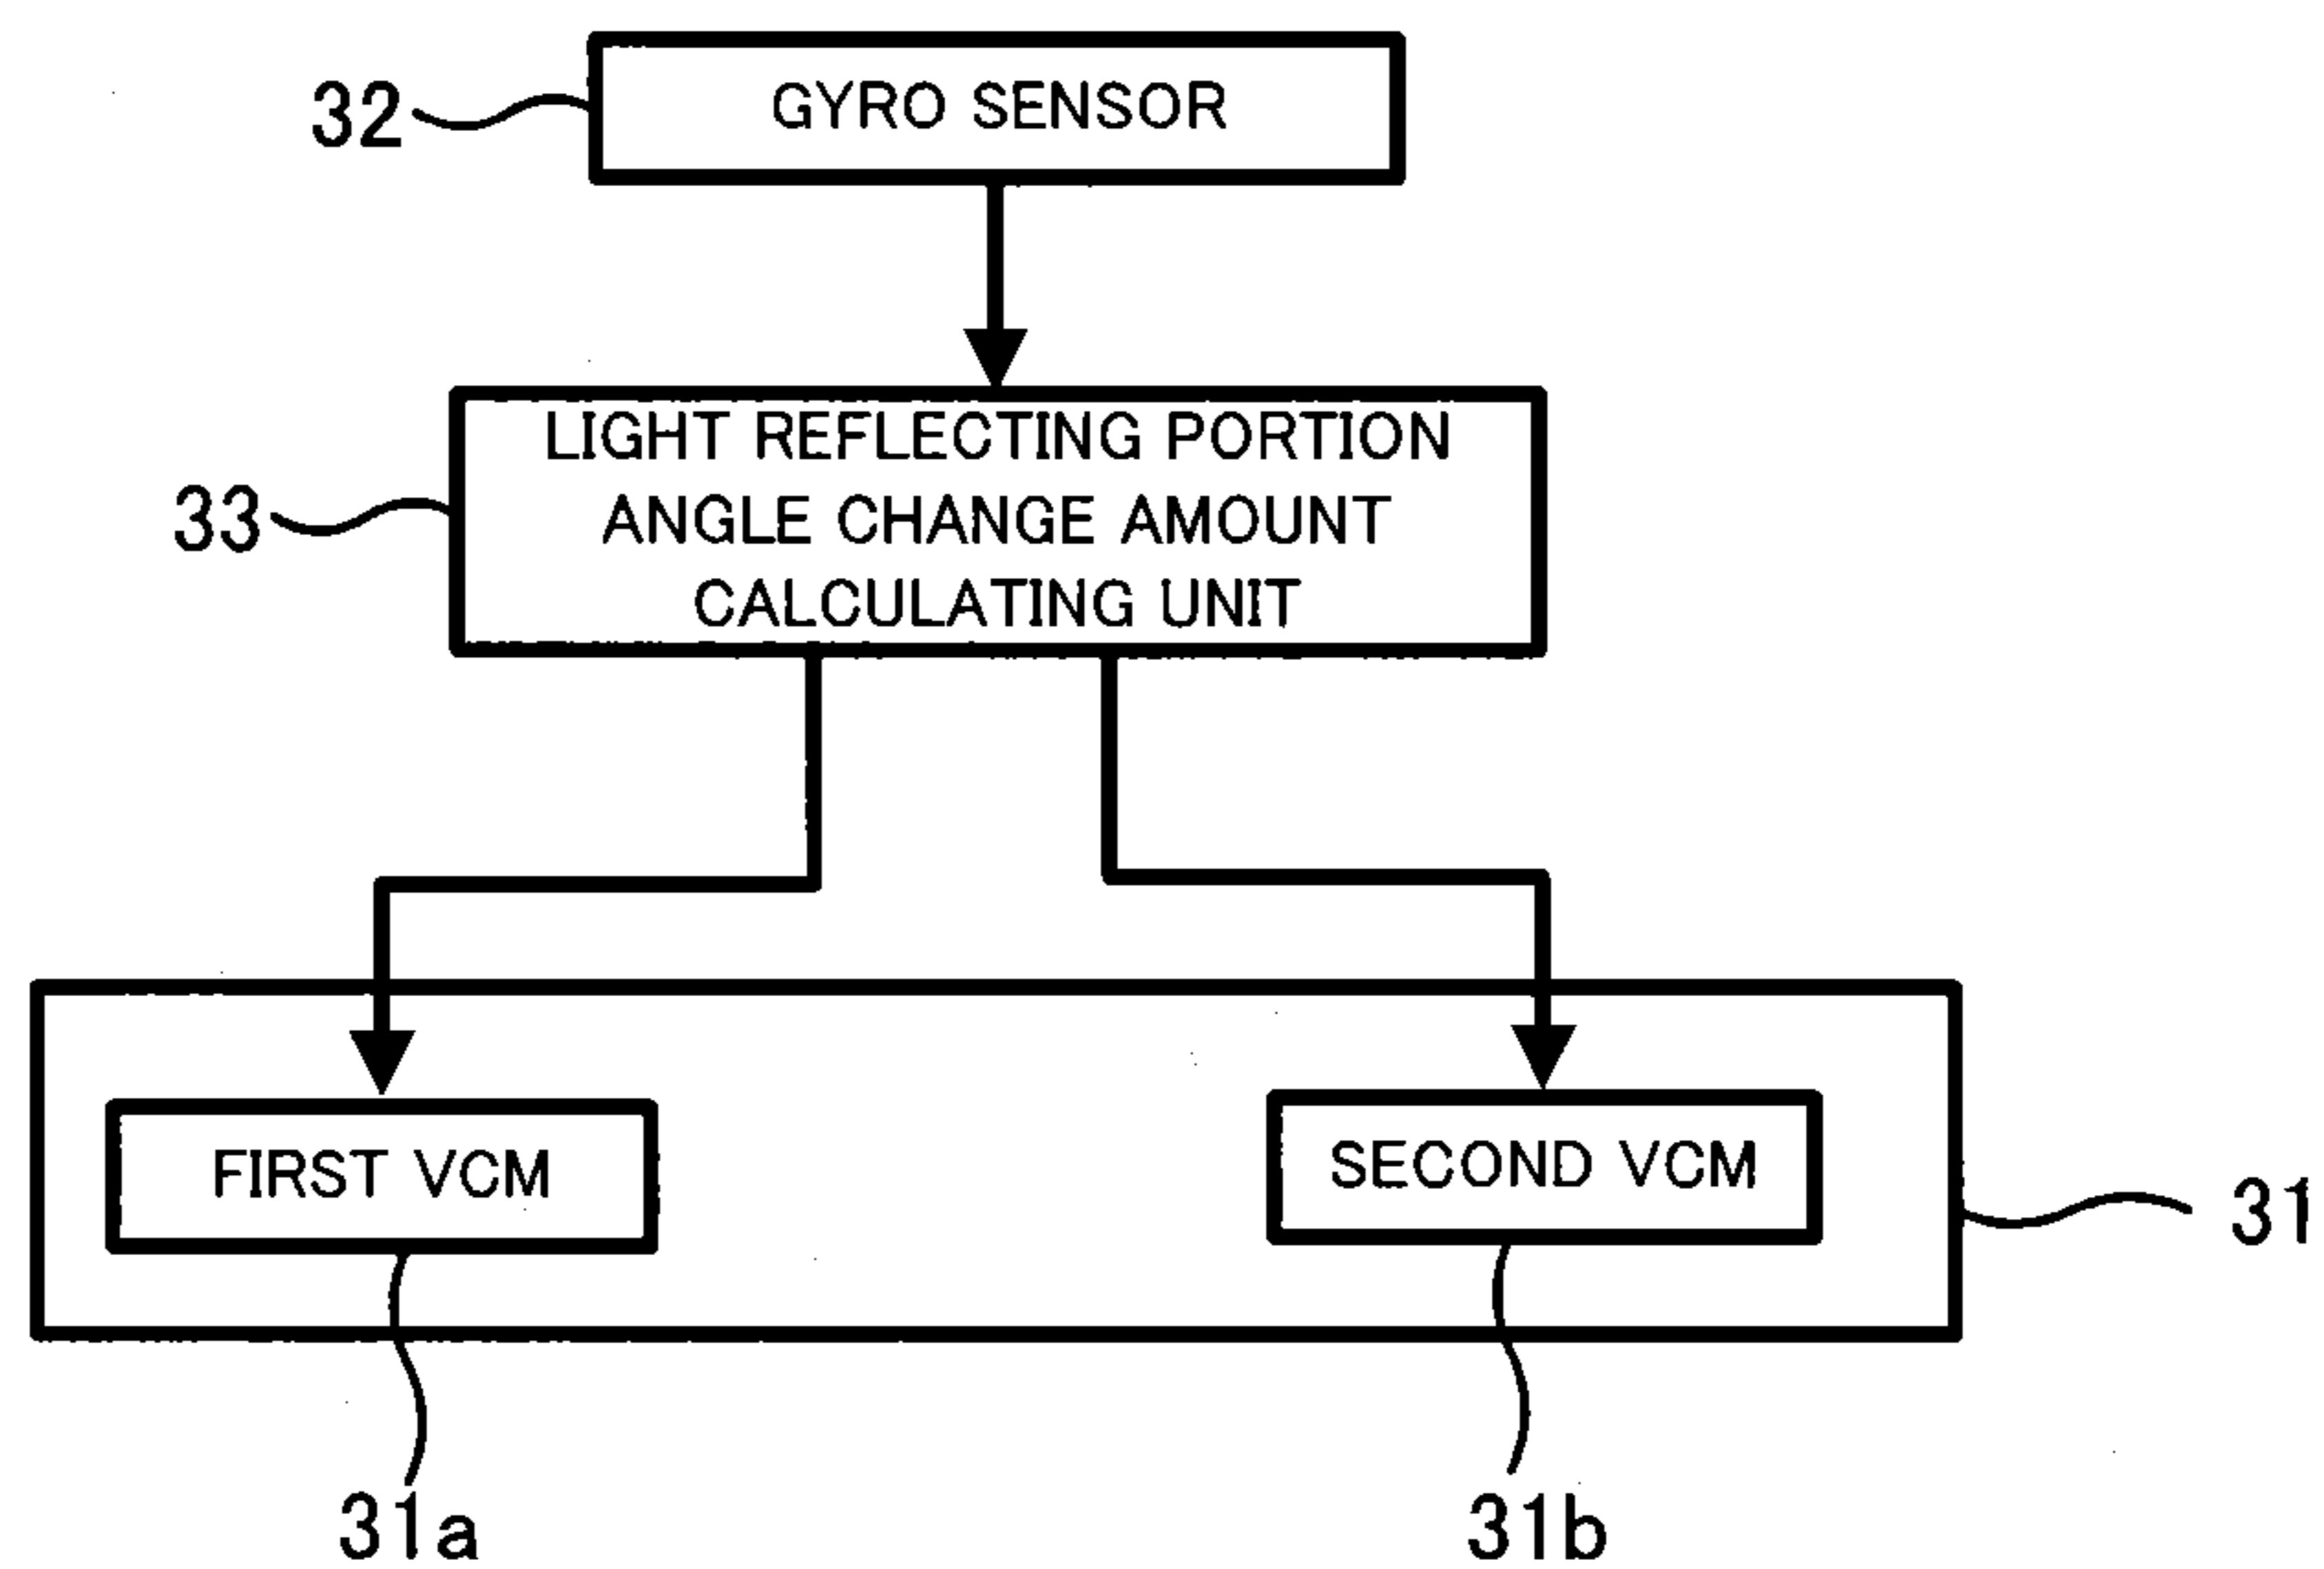 32
GYRO SENSOR
33
LIGHT REFLECTING PORTION
ANGLE CHANGE AMOUNT
CALCULATING UNIT
FIRST VCM
SECOND VCM
31
31a
31b